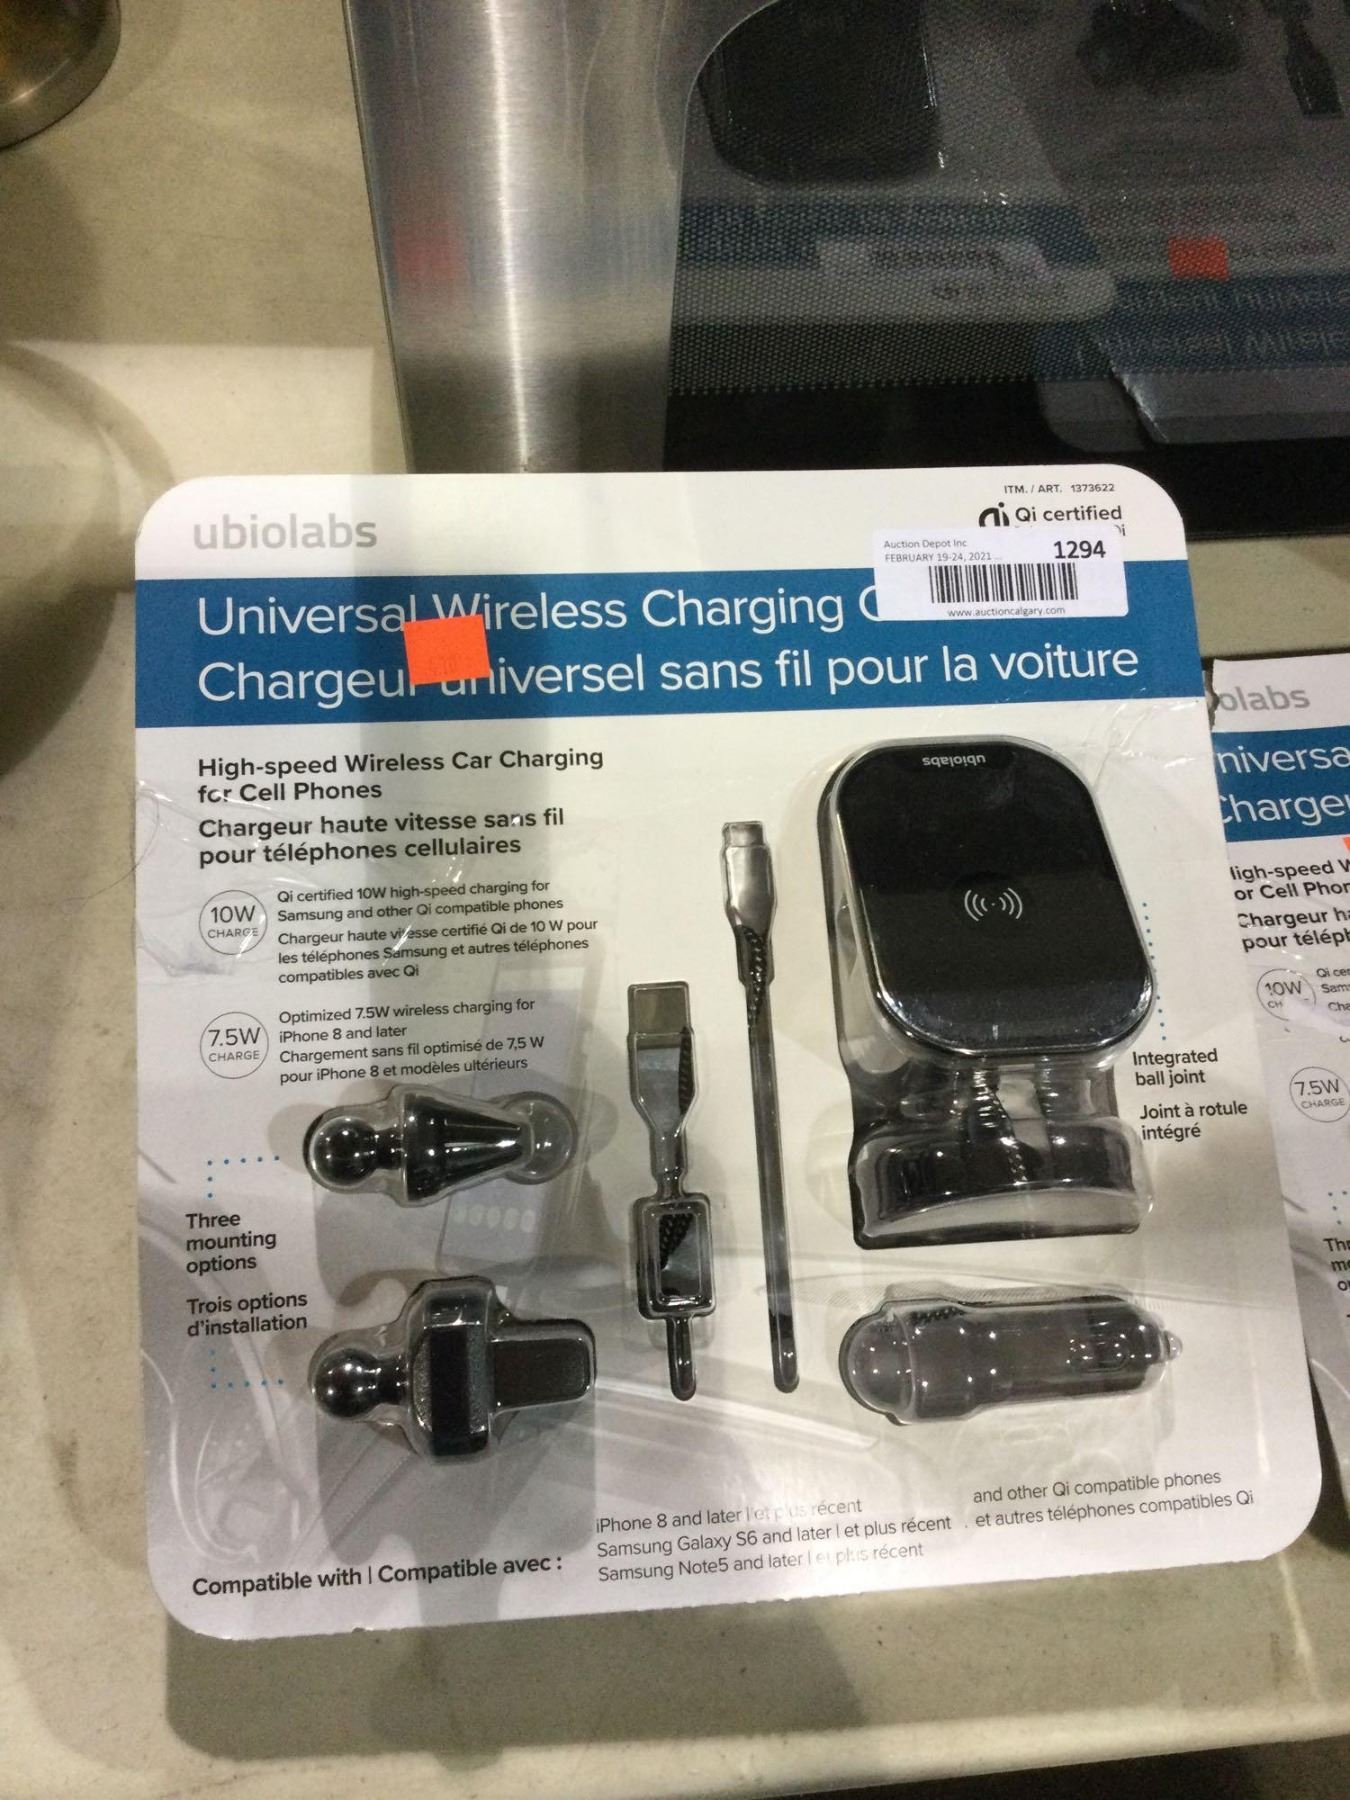 ubiolabs
ITM. / ART. 1373622
Qi certified
Auction Depot Inc
FEBRUARY 19-24, 2021
1294
www.auctioncalgary.com
Universal Wireless Charging
Chargeur universel sans fil pour la voiture
High-speed Wireless Car Charging
for Cell Phones
Chargeur haute vitesse sans fil
pour téléphones cellulaires
10W
CHARGE
Qi certified 10W high-speed charging for
Samsung and other Qi compatible phones
Chargeur haute vitesse certifié Qi de 10 W pour
les téléphones Samsung et autres téléphones
compatibles avec Qi
7.5W
CHARGE
Optimized 7.5W wireless charging for
iPhone 8 and later
Chargement sans fil optimisé de 7,5 W
pour iPhone 8 et modèles ultérieurs
ubiolabs
Integrated
ball joint
Joint à rotule
intégré
Three
mounting
options
Trois options
d'installation
Compatible with | Compatible avec :
iPhone 8 and later | et plus récent
Samsung Galaxy S6 and later | et plus récent
Samsung Note5 and later | et plus récent
and other Qi compatible phones
. et autres téléphones compatibles Qi
olabs
niversa
Charge
High-speed
or Cell Phon
Chargeur ha
pour télép
10W
CH
Qi cer
Sam
Cha
7.5W
CHARGE